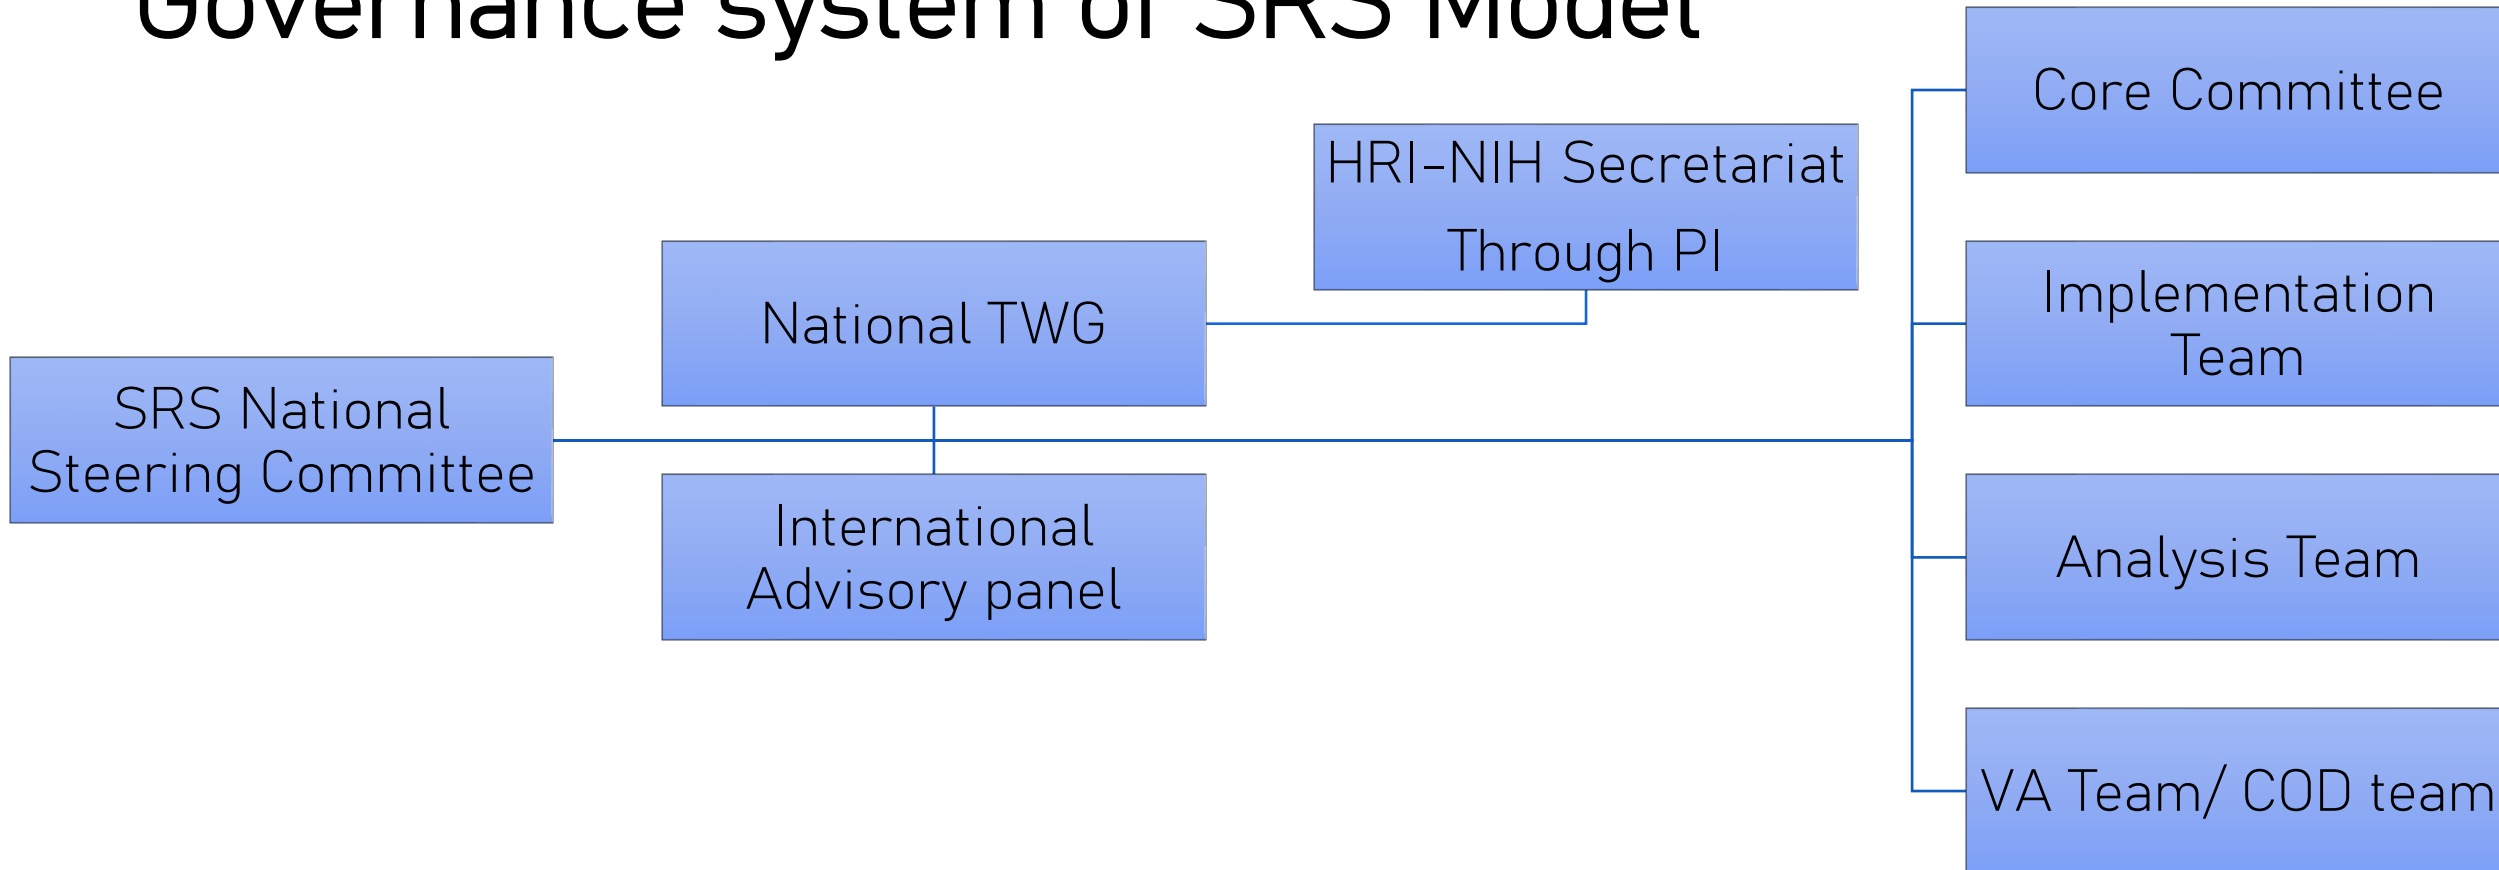 Governance system of SRS Model
Core Committee
HRI-NIH Secretariat
Through PI
National TWG
Implementation
Team
SRS National
Steering Committee
International
Advisory panel
Analysis Team
VA Team/ COD team